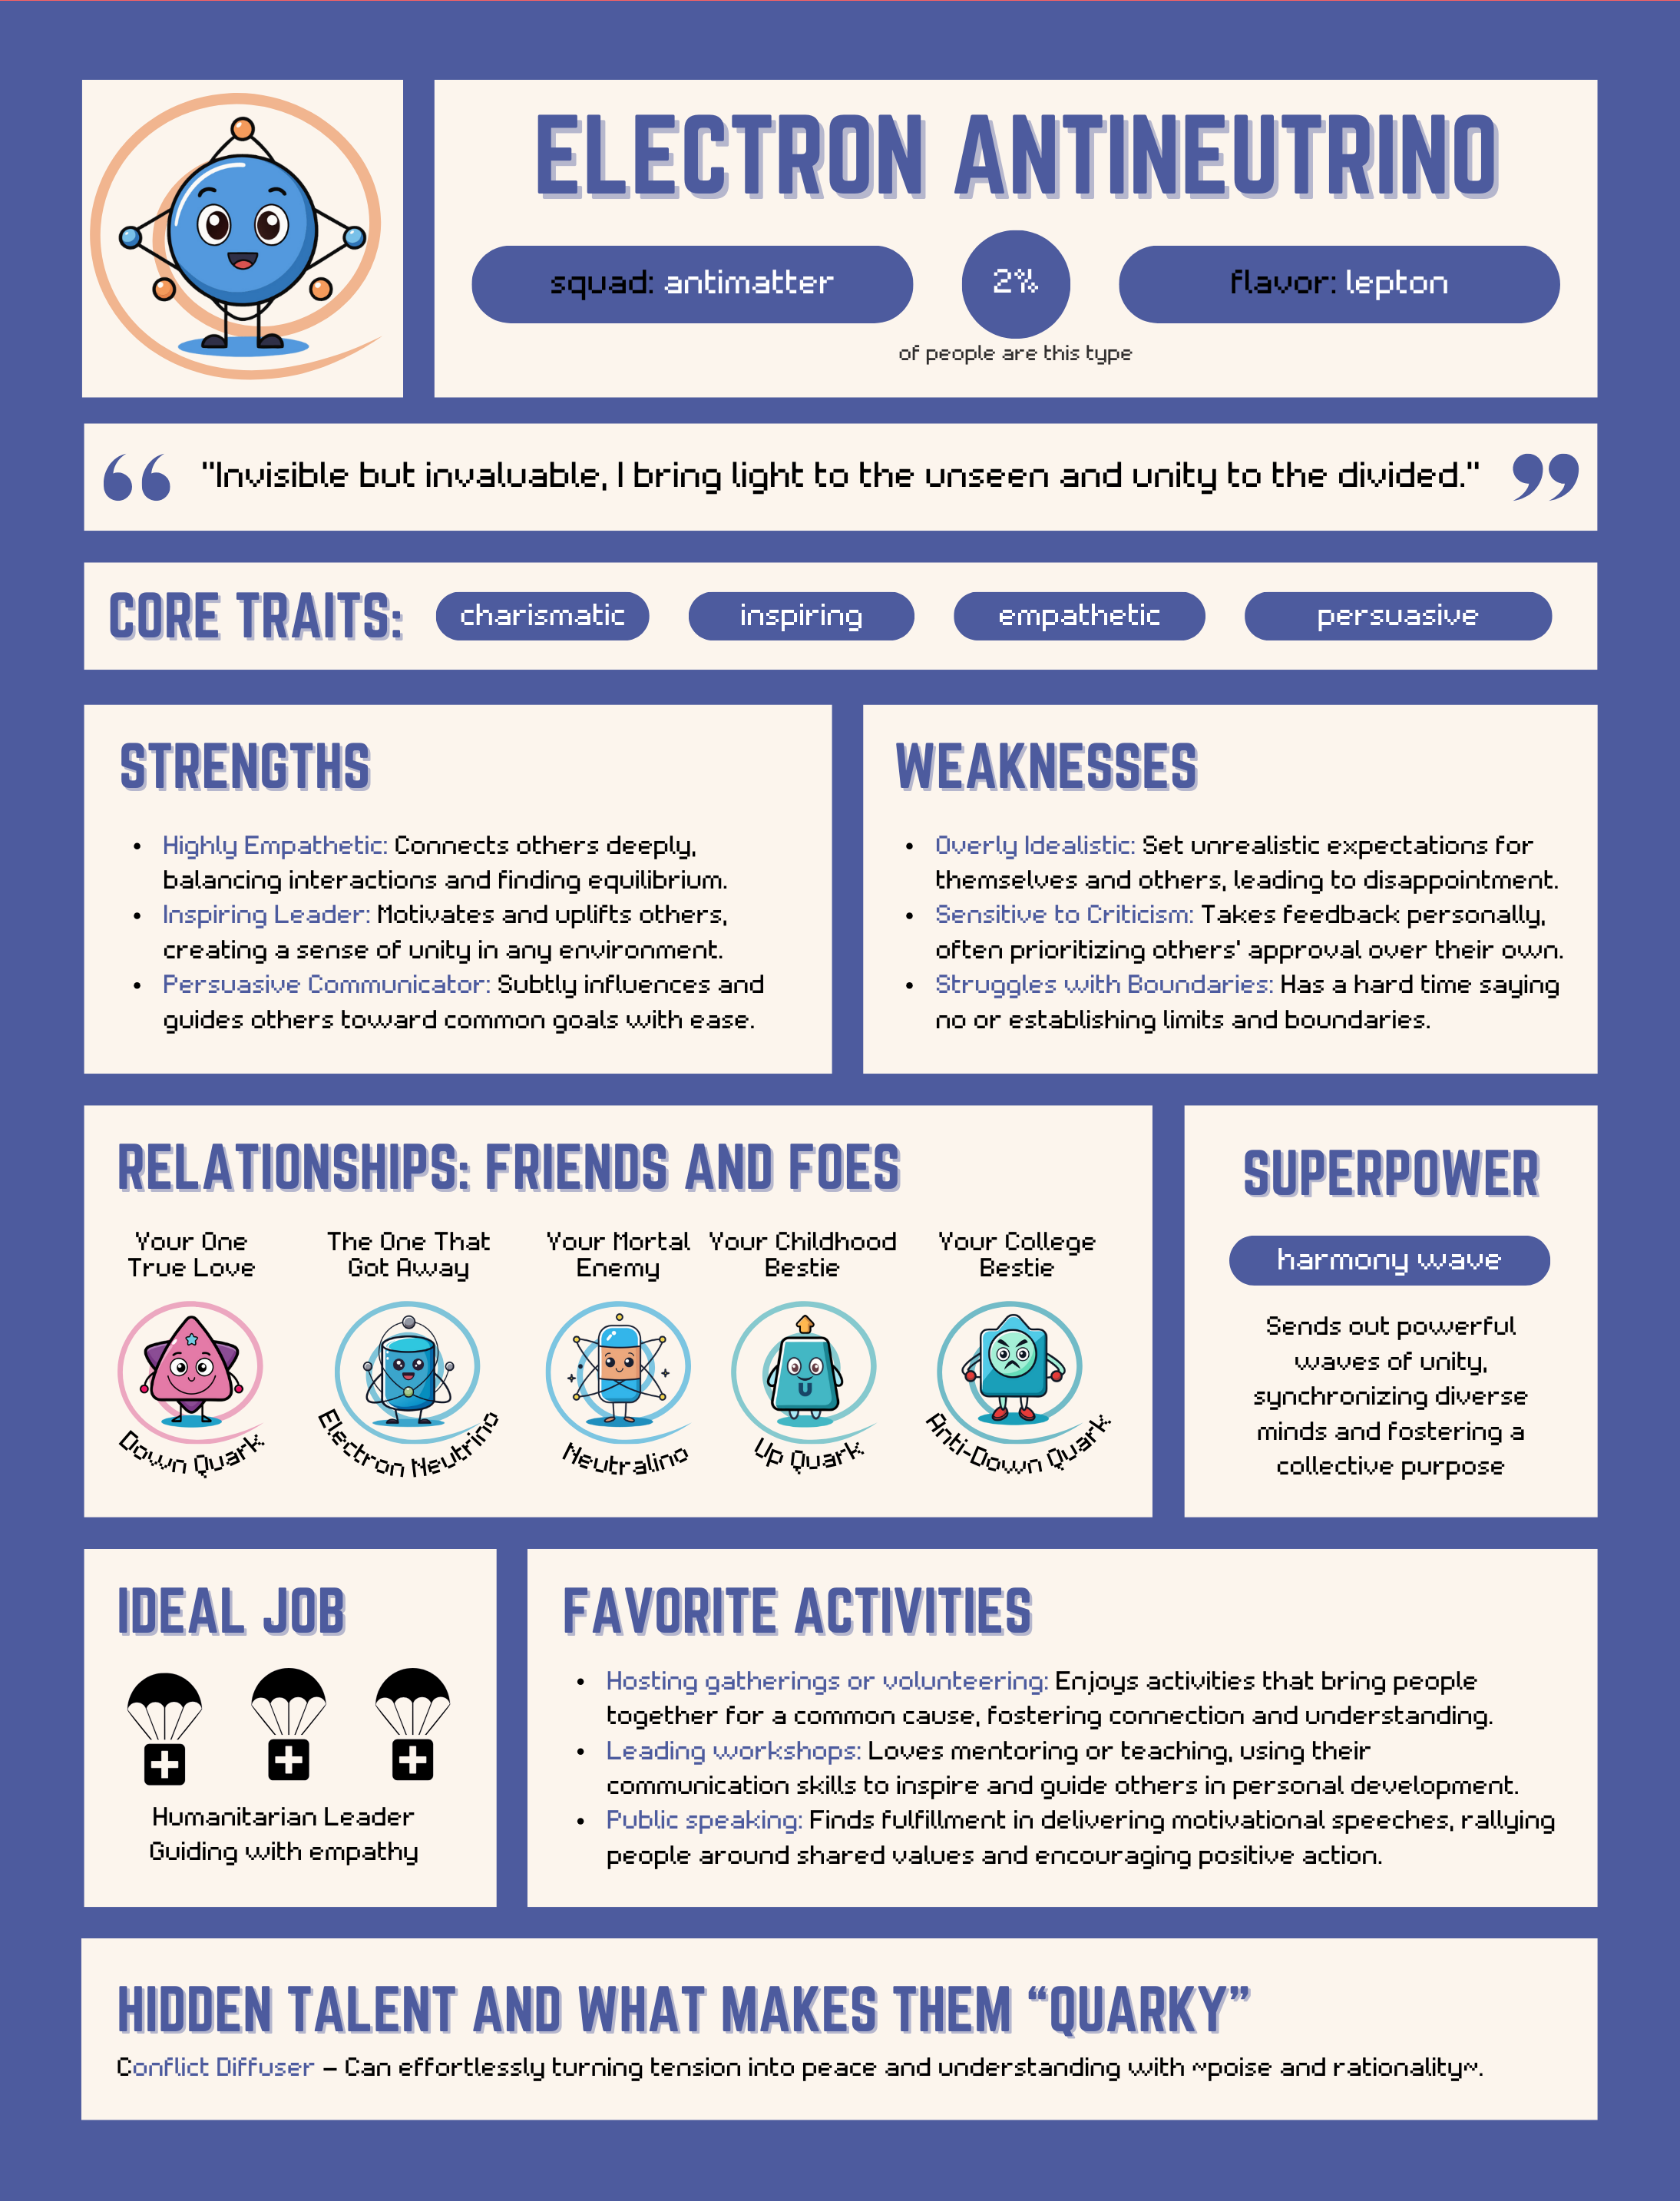 ELECTRON ANTINEUTRINO
squad: antimatter
2%
flavor: lepton
of people are this type
"Invisible but invaluable, I bring light to the unseen and unity to the divided."
CORE TRAITS:
charismatic
inspiring
empathetic
persuasive
STRENGTHS
• Highly Empathetic: Connects others deeply,
balancing interactions and finding equilibrium.
• Inspiring Leader: Motivates and uplifts others,
creating a sense of unity in any environment.
• Persuasive Communicator: Subtly influences and
guides others toward common goals with ease.
WEAKNESSES
• Overly Idealistic: Set unrealistic expectations for
themselves and others, leading to disappointment.
• Sensitive to Criticism: Takes feedback personally,
often prioritizing others' approval over their own.
• Struggles with Boundaries: Has a hard time saying
no or establishing limits and boundaries.
RELATIONSHIPS: FRIENDS AND FOES
Your One
True Love
Down Quark
The One That
Got Away
Electron Neutrino
Your Mortal
Enemy
Neutralino
Your Childhood
Bestie
Up Quark
Your College
Bestie
Anti-Down Quark
SUPERPOWER
harmony wave
Sends out powerful
waves of unity,
synchronizing diverse
minds and fostering a
collective purpose
IDEAL JOB
Humanitarian Leader
Guiding with empathy
FAVORITE ACTIVITIES
• Hosting gatherings or volunteering: Enjoys activities that bring people
together for a common cause, fostering connection and understanding.
• Leading workshops: Loves mentoring or teaching, using their
communication skills to inspire and guide others in personal development.
• Public speaking: Finds fulfillment in delivering motivational speeches, rallying
people around shared values and encouraging positive action.
HIDDEN TALENT AND WHAT MAKES THEM “QUARKY”
Conflict Diffuser – Can effortlessly turning tension into peace and understanding with ~poise and rationality~.